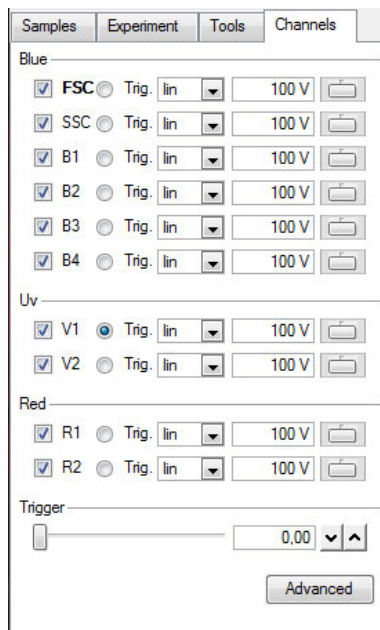 Samples Experiment Tools Channels
Blue
FSC Trig. lin 100 V
SSC Trig. lin 100 V
B1 Trig. lin 100 V
B2 Trig. lin 100 V
B3 Trig. lin 100 V
B4 Trig. lin 100 V
Uv
V1 Trig. lin 100 V
V2 Trig. lin 100 V
Red
R1 Trig. lin 100 V
R2 Trig. lin 100 V
Trigger
0,00
Advanced